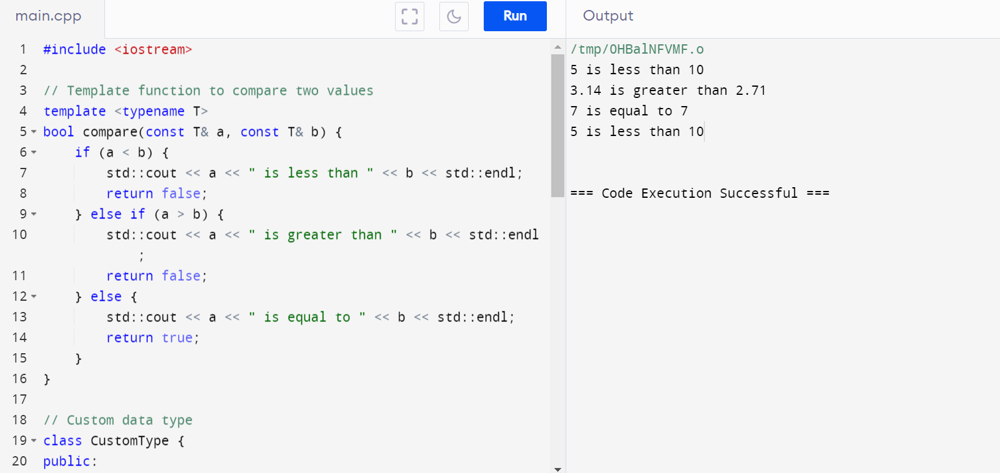 main.cpp
Run
Output
1 #include <iostream>
2
3 // Template function to compare two values
4 template <typename T>
5 bool compare(const T& a, const T& b) {
6     if (a < b) {
7         std::cout << a << " is less than " << b << std::endl;
8         return false;
9     } else if (a > b) {
10         std::cout << a << " is greater than " << b << std::endl
;
11         return false;
12     } else {
13         std::cout << a << " is equal to " << b << std::endl;
14         return true;
15     }
16 }
17
18 // Custom data type
19 class CustomType {
20 public:
/tmp/OHBalNFVMF.o
5 is less than 10
3.14 is greater than 2.71
7 is equal to 7
5 is less than 10
=== Code Execution Successful ===